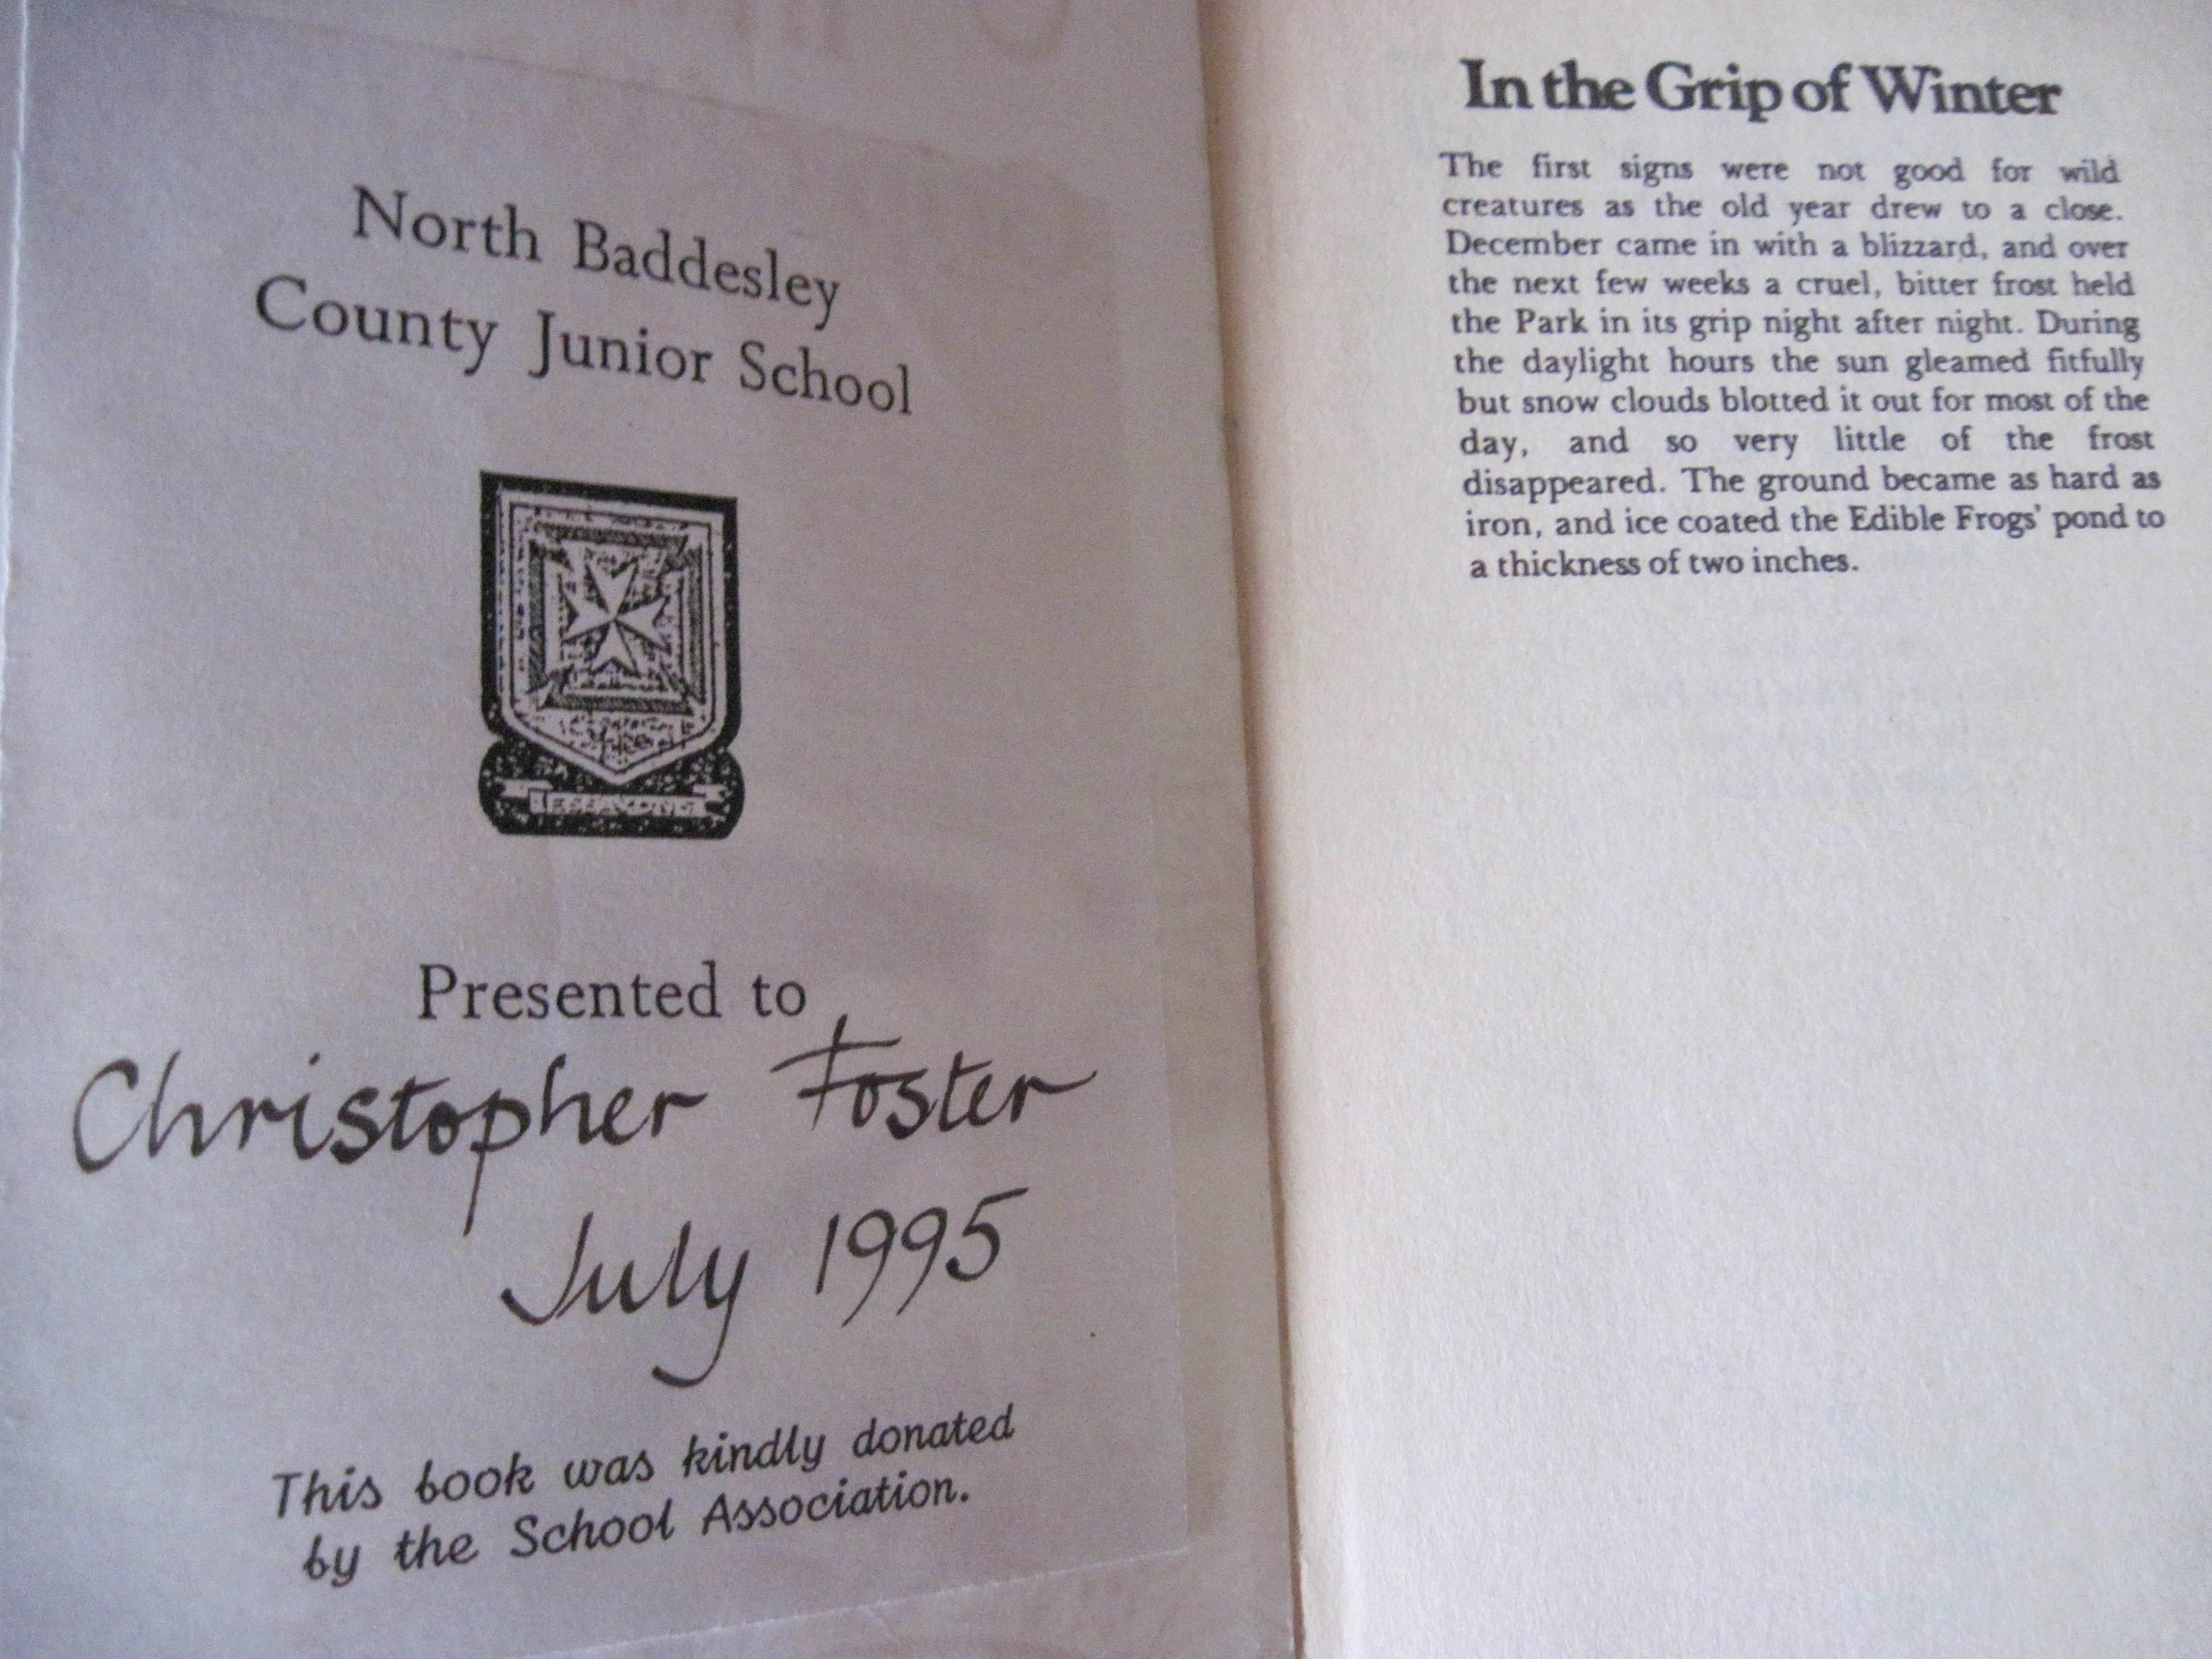 North Baddesley
County Junior School
Presented to
Christopher Foster
July 1995
This book was kindly donated
by the School Association.
In the Grip of Winter
The first signs were not good for wild
creatures as the old year drew to a close.
December came in with a blizzard, and over
the next few weeks a cruel, bitter frost held
the Park in its grip night after night. During
the daylight hours the sun gleamed fitfully
but snow clouds blotted it out for most of the
day, and so very little of the frost
disappeared. The ground became as hard as
iron, and ice coated the Edible Frogs' pond to
a thickness of two inches.